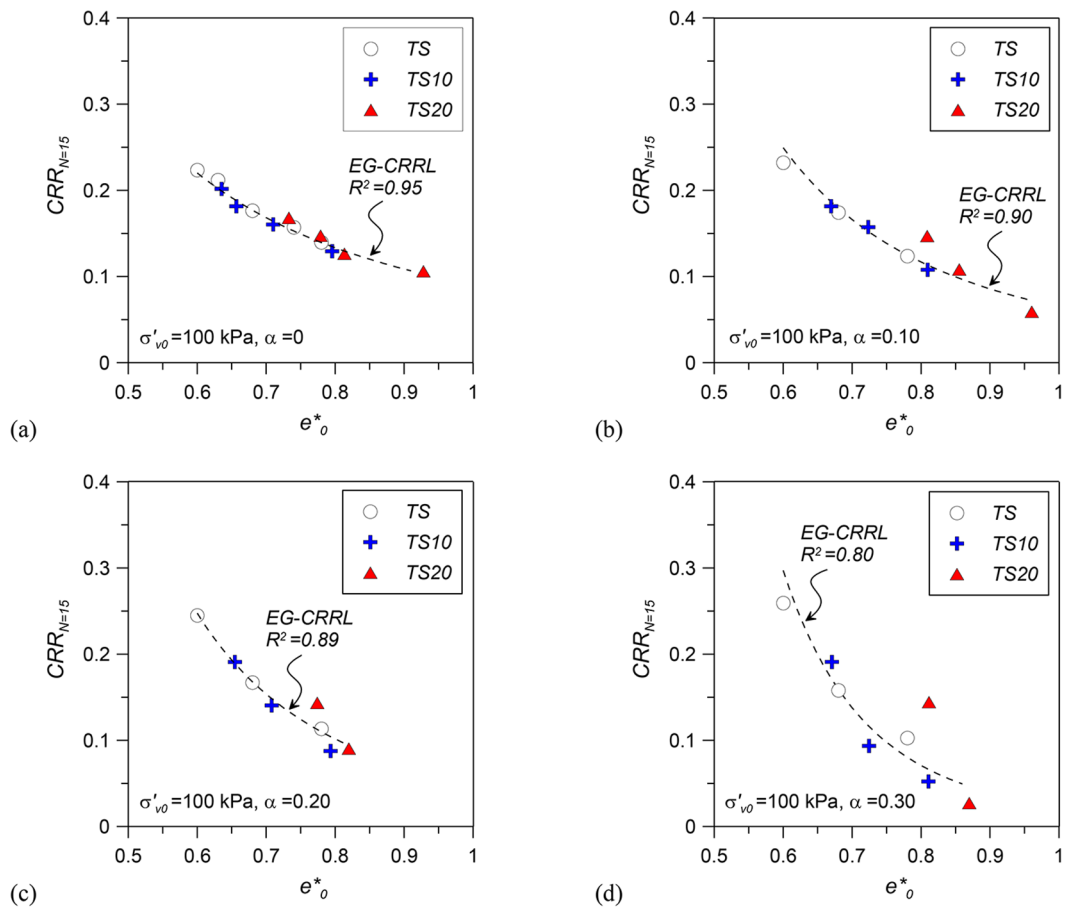 0.4
0.3
0.2
0.1
0
CRR_N=15
TS
TS10
TS20
EG-CRRL
R²=0.95
σ'v0=100 kPa, α=0
0.5 0.6 0.7 0.8 0.9 1
e*0
(a)
0.4
0.3
0.2
0.1
0
CRR_N=15
TS
TS10
TS20
EG-CRRL
R²=0.90
σ'v0=100 kPa, α=0.10
0.5 0.6 0.7 0.8 0.9 1
e*0
(b)
0.4
0.3
0.2
0.1
0
CRR_N=15
TS
TS10
TS20
EG-CRRL
R²=0.89
σ'v0=100 kPa, α=0.20
0.5 0.6 0.7 0.8 0.9 1
e*0
(c)
0.4
0.3
0.2
0.1
0
CRR_N=15
TS
TS10
TS20
EG-CRRL
R²=0.80
σ'v0=100 kPa, α=0.30
0.5 0.6 0.7 0.8 0.9 1
e*0
(d)